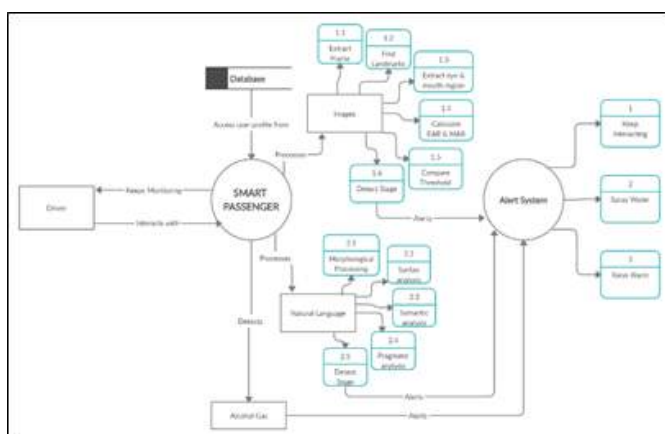 1.1
Extract
Frame
1.2
Find
Landmarks
1.3
Extract eye &
mouth region
Database
Images
1.4
Calculate
EAR & MAR
1
Keep
Interacting
Access user profile from
Processes
1.5
Compare
Threshold
1.6
Detect Stage
Driver
Keeps Monitoring
Interacts with
SMART
PASSENGER
Alerts
Alert System
2
Spray Water
Processes
2.1
Morphological
Processing
2.2
Syntax
analysis
3
Raise Alarm
Natural Language
Semantic
analysis
2.4
Pragmatic
analysis
Detects
2.5
Detect
Stage
Alerts
Alcohol Gas
Alerts